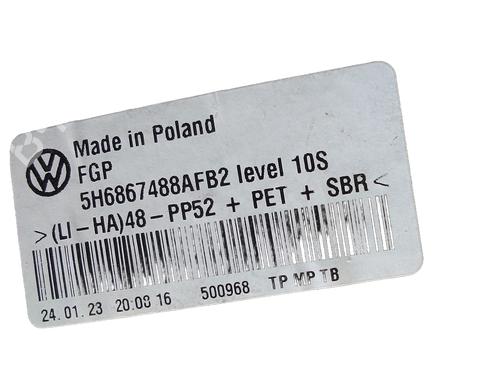 Made in Poland
FGP
5H6867488AFB2 level 10S
>(LI-HA)48-PP52 + PET + SBR<
24.01.23 20:08 16 500968 TP MP TB